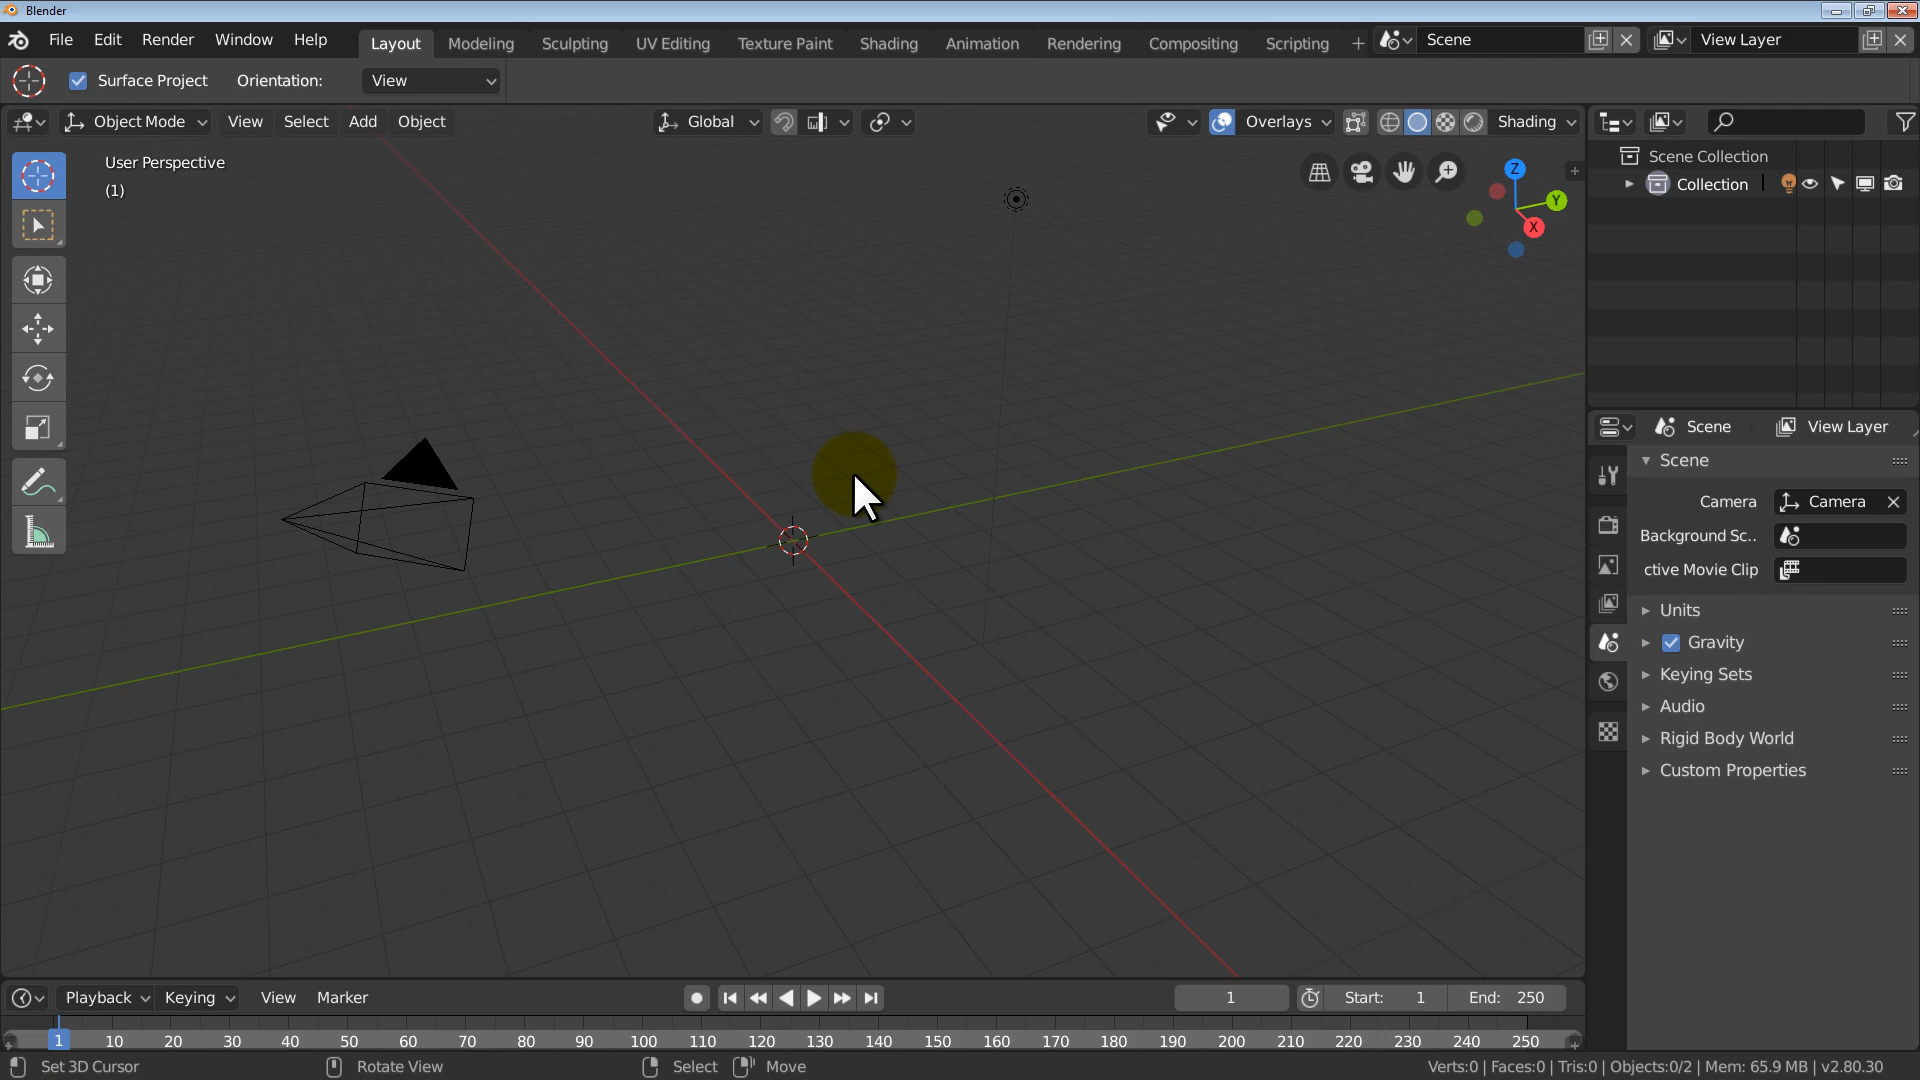 Blender
File Edit Render Window Help Layout Modeling Sculpting UV Editing Texture Paint Shading Animation Rendering Compositing Scripting + Scene View Layer
Surface Project Orientation: View
Object Mode View Select Add Object Global Overlays Shading
User Perspective
(1)
Z
Y
X
Scene Collection
Collection
Scene View Layer
Scene
Camera Camera
Background Sc..
ctive Movie Clip
Units
Gravity
Keying Sets
Audio
Rigid Body World
Custom Properties
Playback Keying View Marker 1 Start: 1 End: 250
1 10 20 30 40 50 60 70 80 90 100 110 120 130 140 150 160 170 180 190 200 210 220 230 240 250
Set 3D Cursor Rotate View Select Move Verts:0 | Faces:0 | Tris:0 | Objects:0/2 | Mem: 65.9 MB | v2.80.30